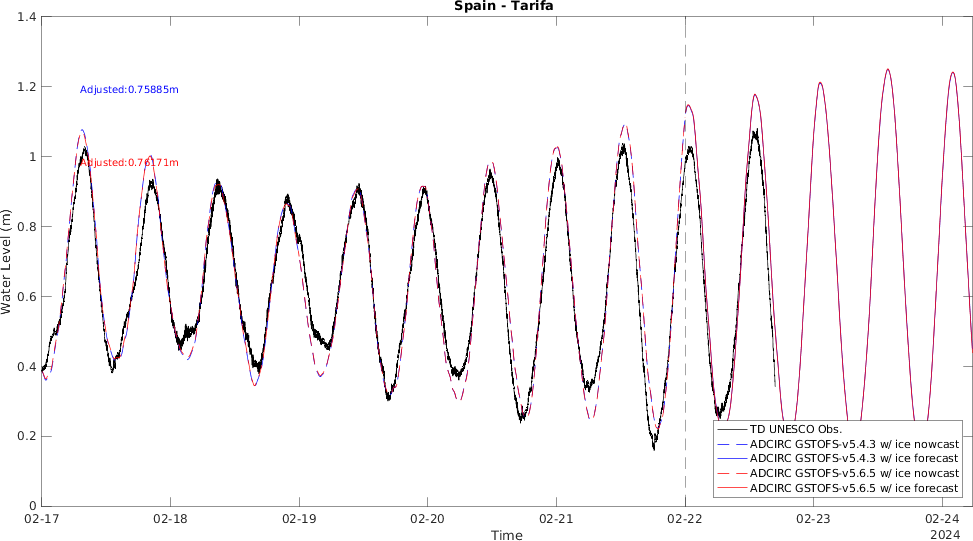 Spain - Tarifa
1.4
1.2
1
0.8
0.6
0.4
0.2
0
Water Level (m)
Adjusted:0.75885m
Adjusted:0.76171m
TD UNESCO Obs.
ADCIRC GSTOFS-v5.4.3 w/ ice nowcast
ADCIRC GSTOFS-v5.4.3 w/ ice forecast
ADCIRC GSTOFS-v5.6.5 w/ ice nowcast
ADCIRC GSTOFS-v5.6.5 w/ ice forecast
02-17 02-18 02-19 02-20 02-21 02-22 02-23 02-24
Time
2024